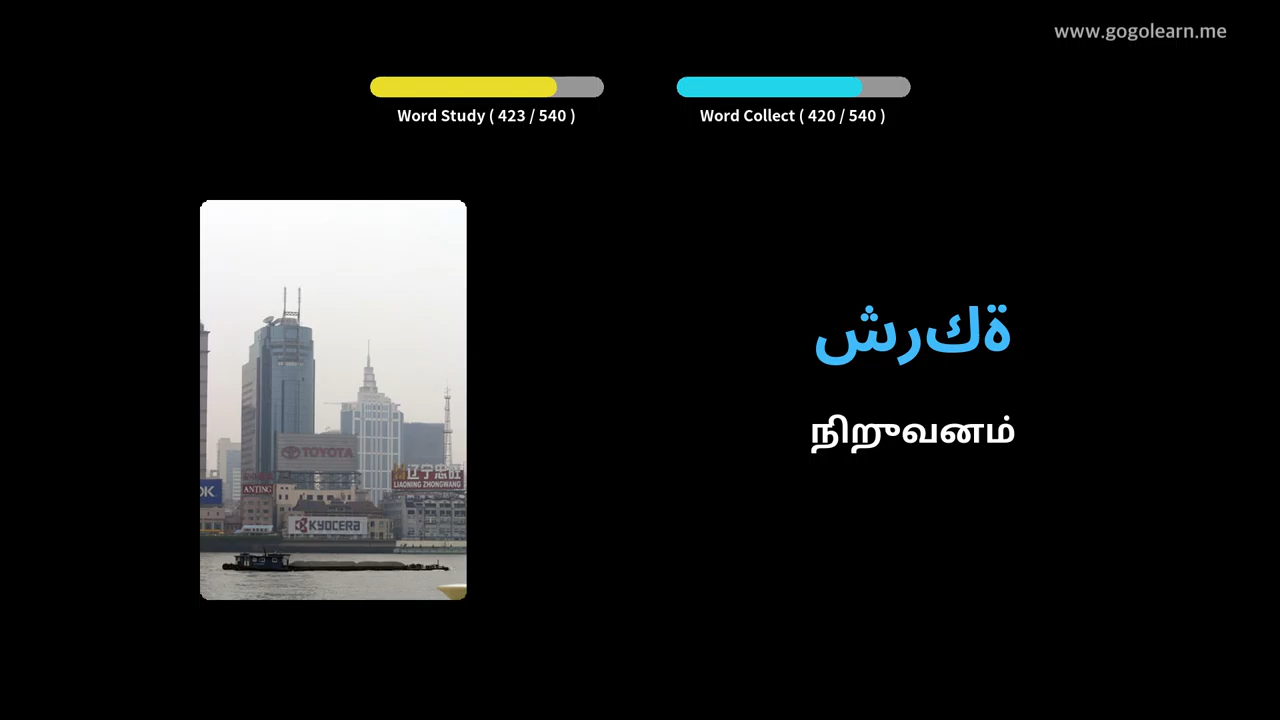 www.gogolearn.me
Word Study ( 423 / 540 )
Word Collect ( 420 / 540 )
شركة
நிறுவனம்
TOYOTA
辽宁忠旺
LIAONING ZHONGWANG
ANTING
KYOCERA